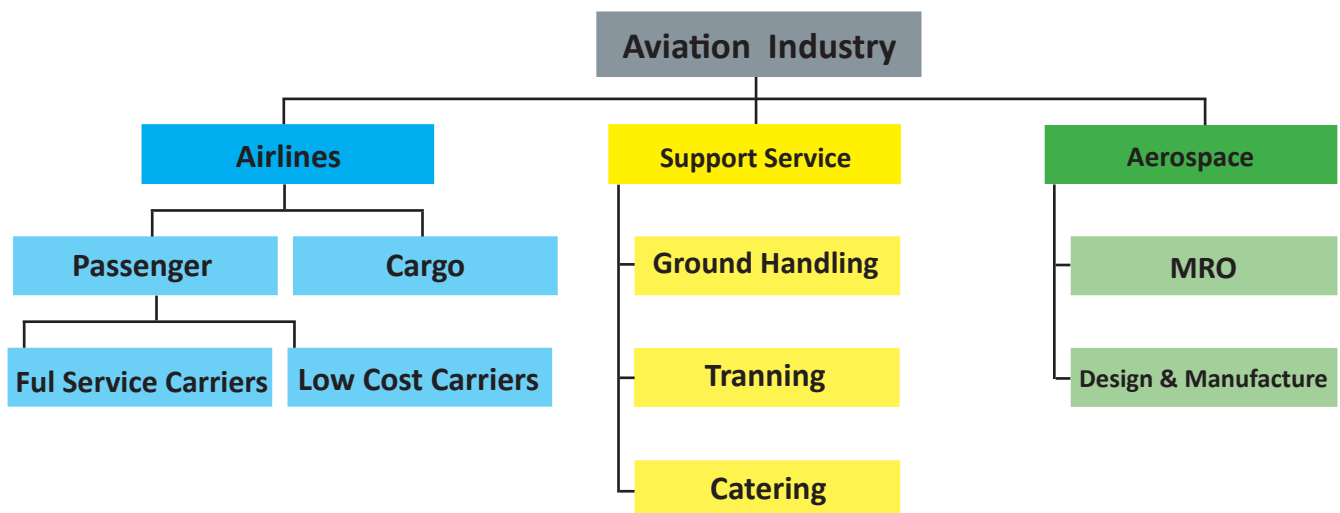 Aviation Industry
Airlines
Support Service
Aerospace
Passenger
Cargo
Ground Handling
MRO
Ful Service Carriers
Low Cost Carriers
Tranning
Design & Manufacture
Catering